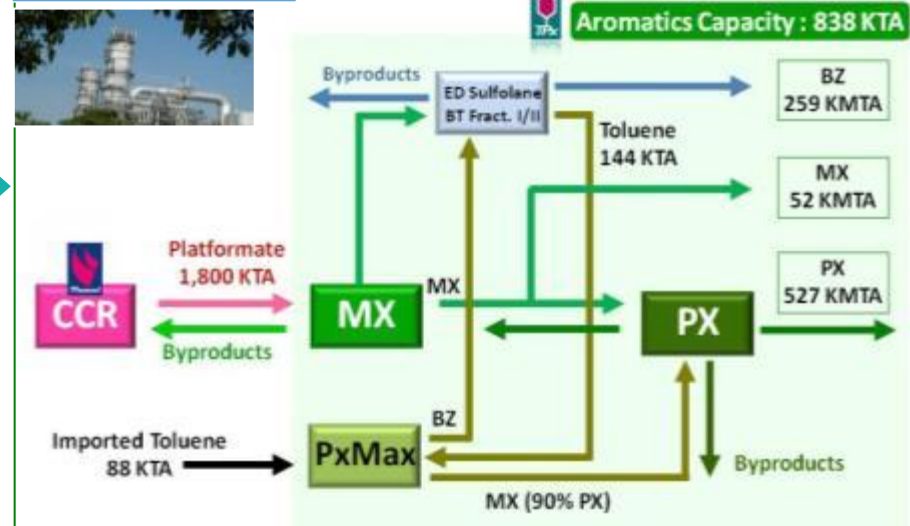 Aromatics Capacity : 838 KTA
Byproducts
ED Sulfolane
BT Fract. I/II
BZ
259 KMTA
Toluene
144 KTA
MX
52 KMTA
Platformate
1,800 KTA
CCR
MX
MX
PX
PX
527 KMTA
Byproducts
BZ
Imported Toluene
88 KTA
PxMax
Byproducts
MX (90% PX)